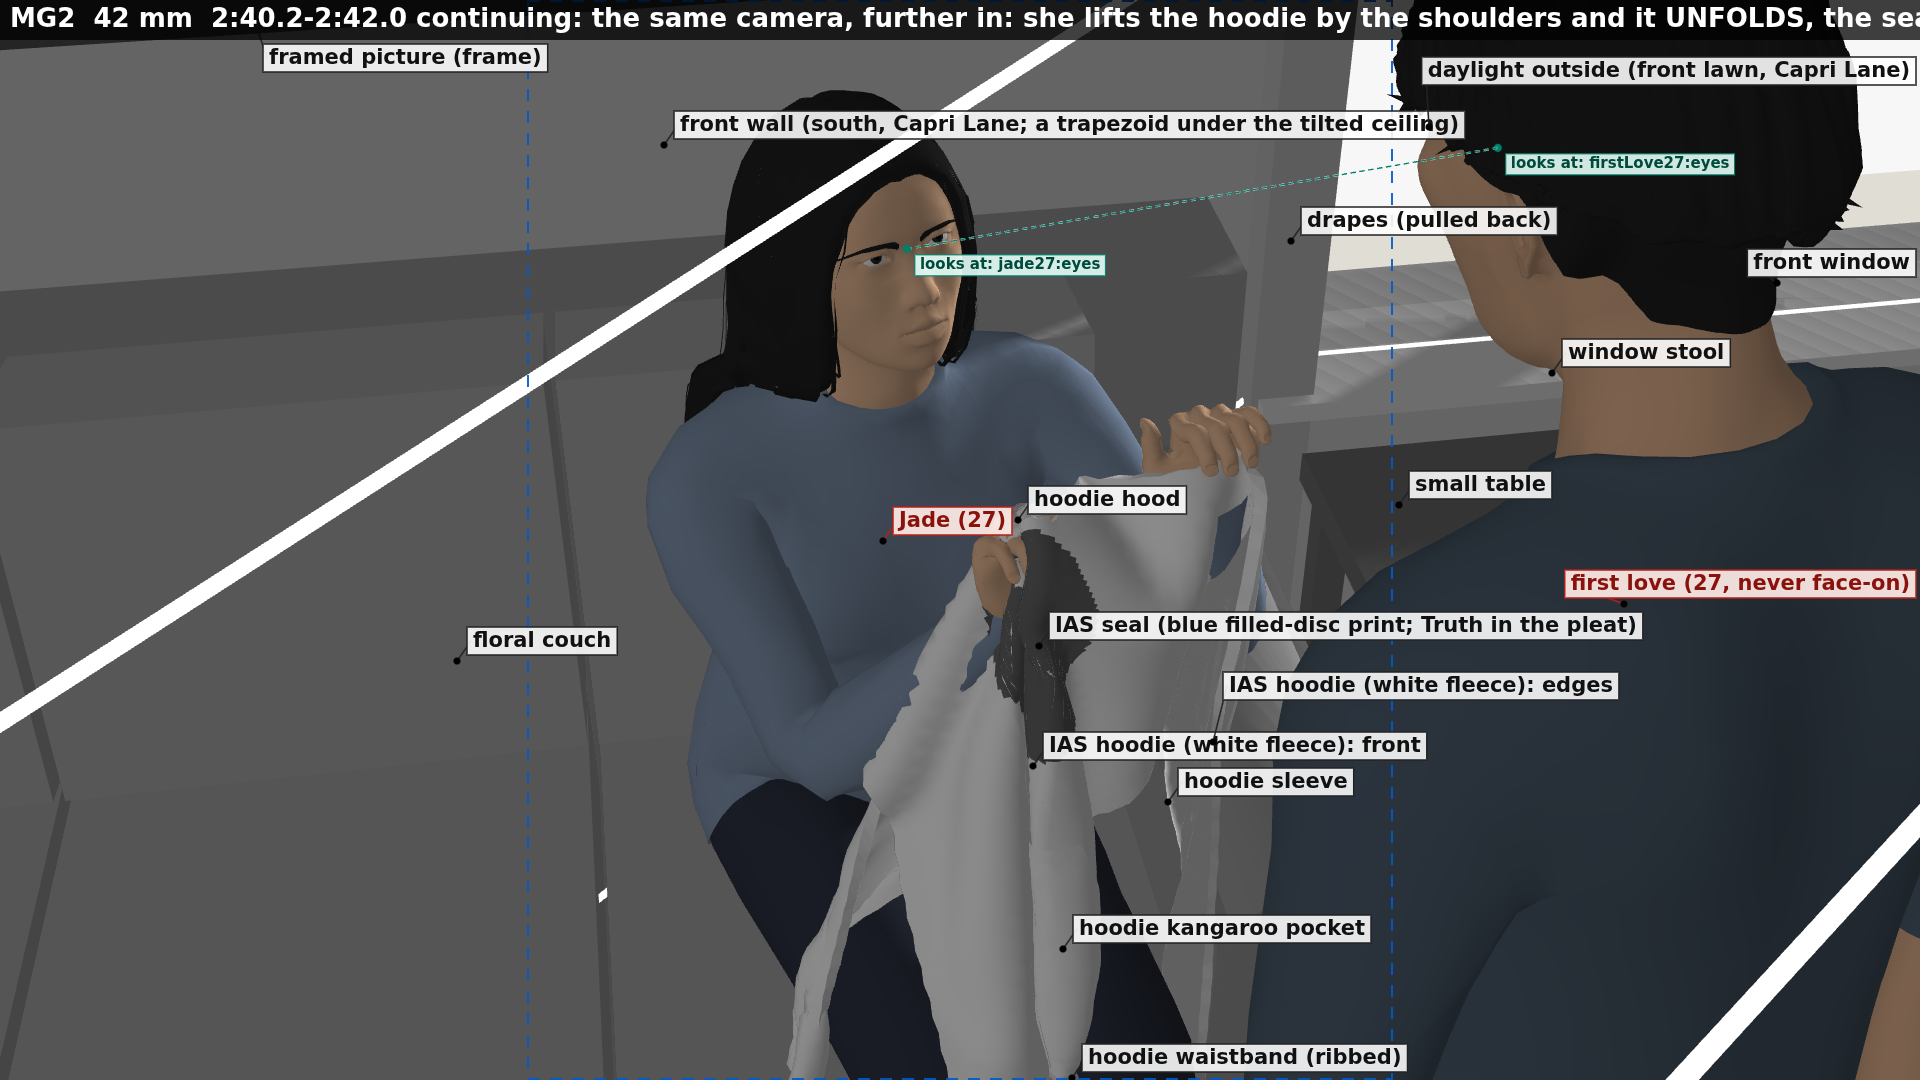 MG2 42 mm 2:40.2-2:42.0 continuing: the same camera, further in: she lifts the hoodie by the shoulders and it UNFOLDS, the
framed picture (frame)
daylight outside (front lawn, Capri Lane)
front wall (south, Capri Lane; a trapezoid under the tilted ceiling)
looks at: firstLove27:eyes
drapes (pulled back)
looks at: jade27:eyes
front window
window stool
small table
hoodie hood
Jade (27)
first love (27, never face-on)
IAS seal (blue filled-disc print; Truth in the pleat)
floral couch
IAS hoodie (white fleece): edges
IAS hoodie (white fleece): front
hoodie sleeve
hoodie kangaroo pocket
hoodie waistband (ribbed)